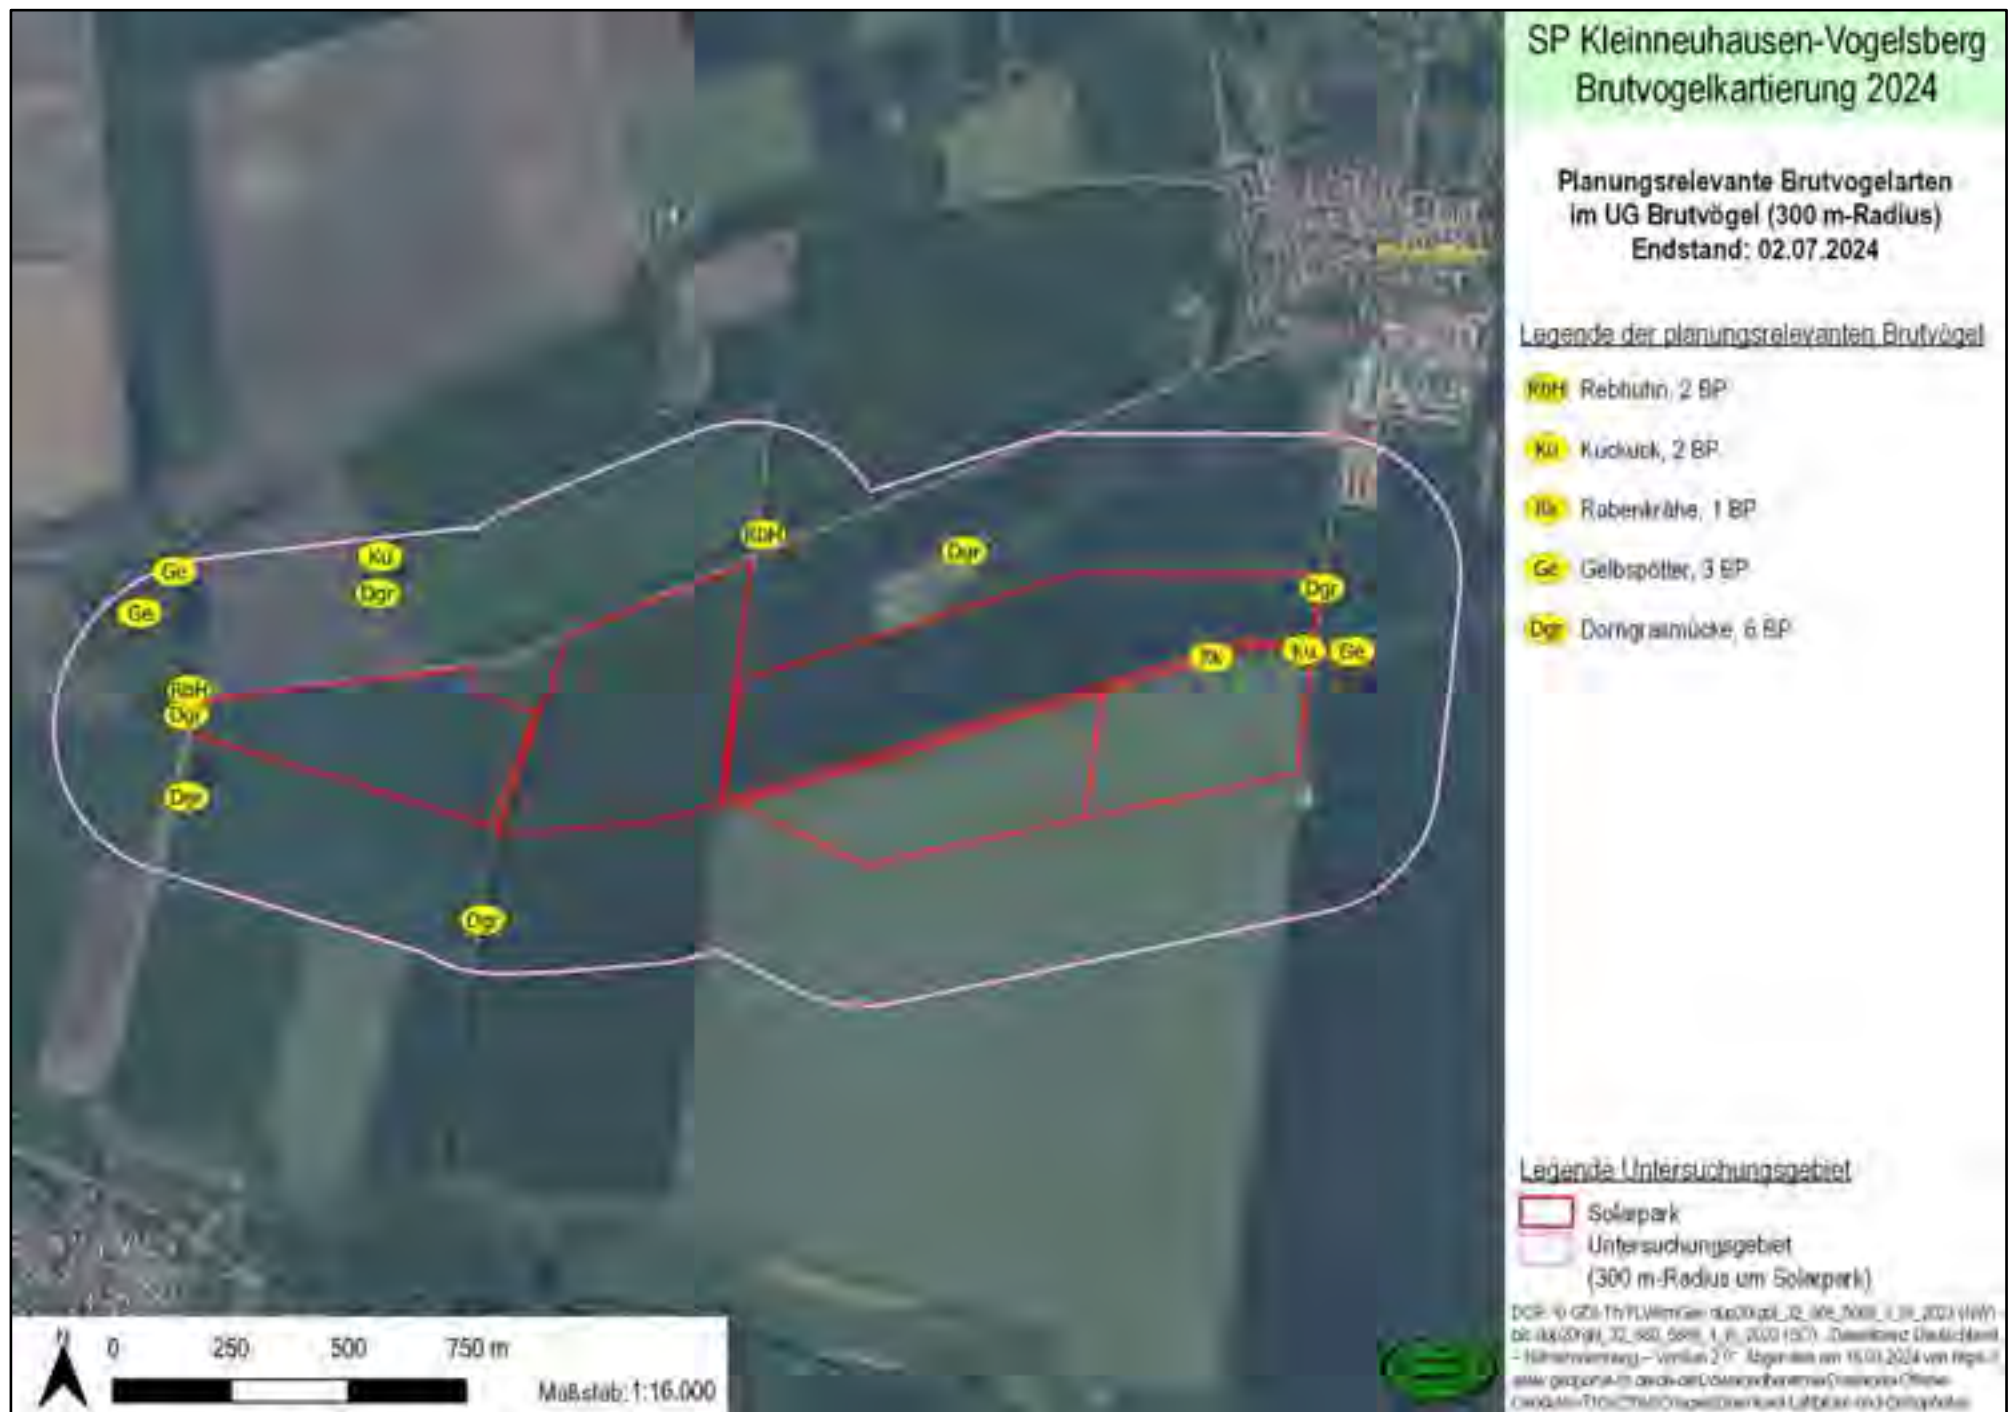 SP Kleinneuhausen-Vogelsberg
Brutvogelkartierung 2024
Planungsrelevante Brutvogelarten
im UG Brutvögel (300 m-Radius)
Endstand: 02.07.2024
Legende der planungsrelevanten Brutvögel
RbH Rebhuhn, 2 BP
Ku Kuckuck, 2 BP
Rk Rabenkrähe, 1 BP
Ge Gelbspötter, 3 BP
Dgr Dorngrasmücke, 6 BP
RbH
Ku
Dgr
Ge
Dgr
Ge
Dgr
Rk
Ku
Ge
RbH
Dgr
Dgr
Dgr
Legende Untersuchungsgebiet
Solarpark
Untersuchungsgebiet
(300 m-Radius um Solarpark)
N
0 250 500 750 m
Maßstab: 1:16.000